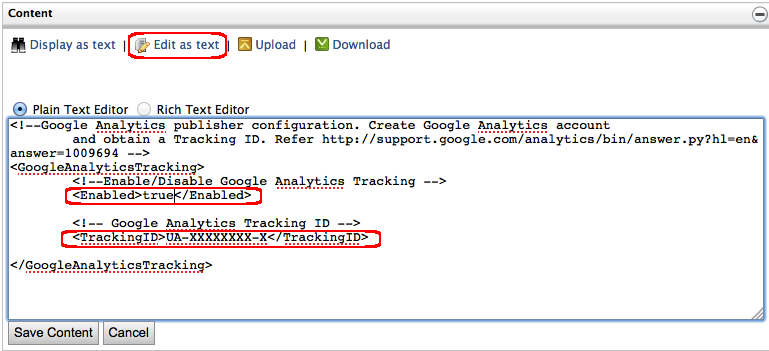 Content
Display as text | Edit as text | Upload | Download
Plain Text Editor Rich Text Editor
<!--Google Analytics publisher configuration. Create Google Analytics account
and obtain a Tracking ID. Refer http://support.google.com/analytics/bin/answer.py?hl=en&
answer=1009694 -->
<GoogleAnalyticsTracking>
<!--Enable/Disable Google Analytics Tracking -->
<Enabled>true</Enabled>
<!-- Google Analytics Tracking ID -->
<TrackingID>UA-XXXXXXXX-X</TrackingID>
</GoogleAnalyticsTracking>
Save Content Cancel